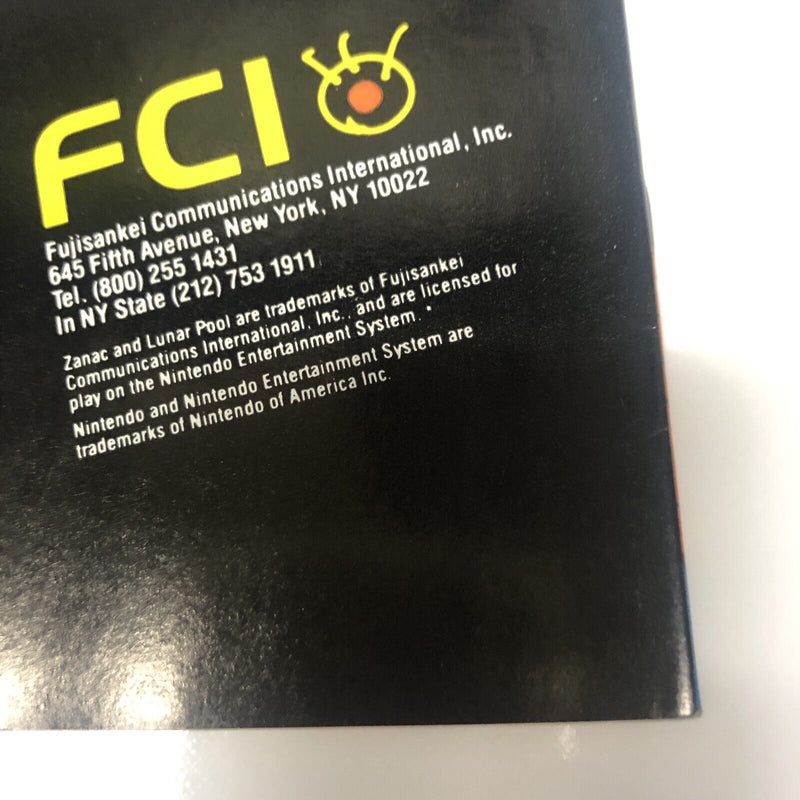 FCI
Fujisankei Communications International, Inc.
645 Fifth Avenue, New York, NY 10022
Tel. (800) 255 1431
In NY State (212) 753 1911
Zanac and Lunar Pool are trademarks of Fujisankei
Communications International, Inc., and are licensed for
play on the Nintendo Entertainment System.
Nintendo and Nintendo Entertainment System are
trademarks of Nintendo of America Inc.